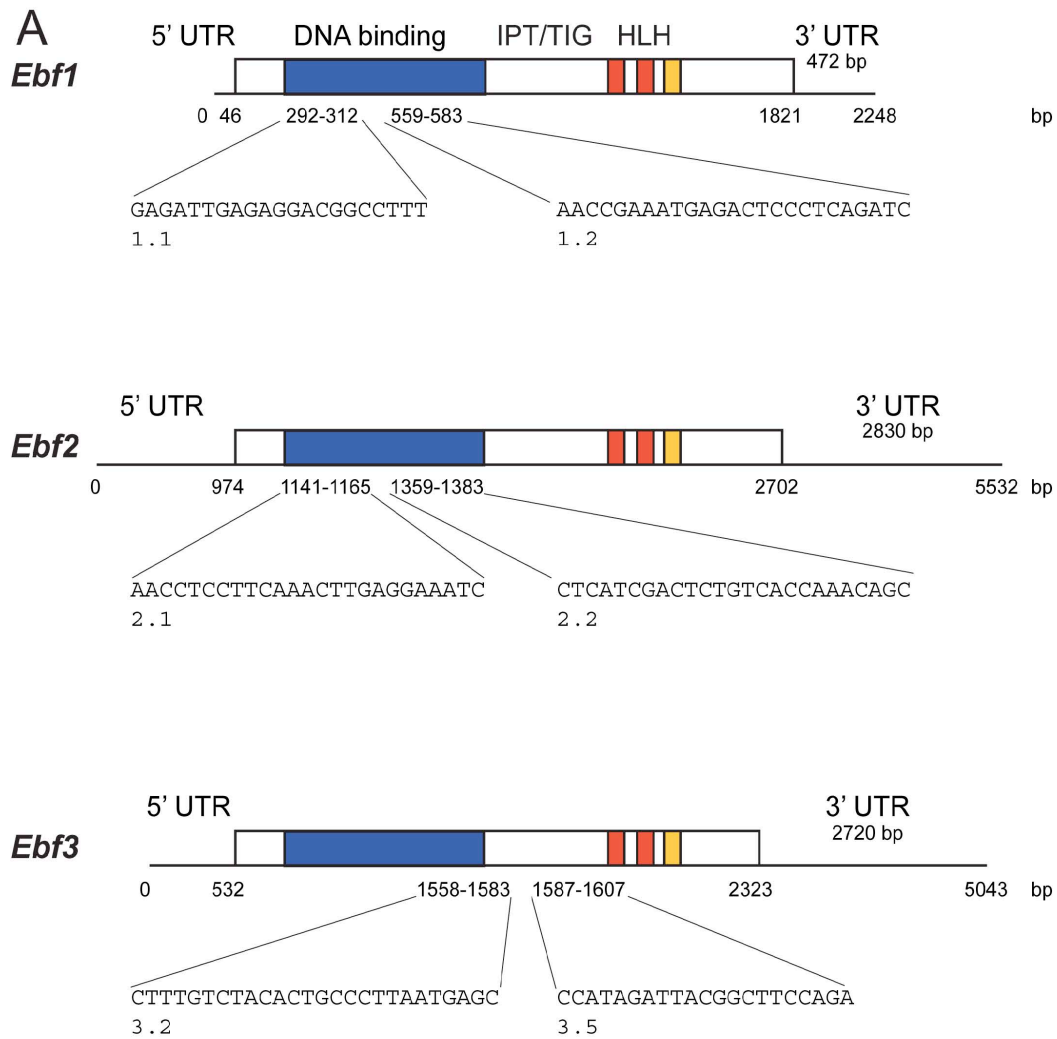 A
5' UTR DNA binding IPT/TIG HLH 3' UTR
472 bp
Ebf1
0 46 292-312 559-583 1821 2248 bp
GAGATTGAGAGGACGGCCTTT AACCGAAATGAGACTCCCTCAGATC
1.1 1.2
5' UTR 3' UTR
2830 bp
Ebf2
0 974 1141-1165 1359-1383 2702 5532 bp
AACCTCCTTCAAACTTGAGGAAATC CTCATCGACTCTGTCACCAAACAGC
2.1 2.2
5' UTR 3' UTR
2720 bp
Ebf3
0 532 1558-1583 1587-1607 2323 5043 bp
CTTTGTCTACACTGCCCTTAATGAGC CCATAGATTACGGCTTCCAGA
3.2 3.5